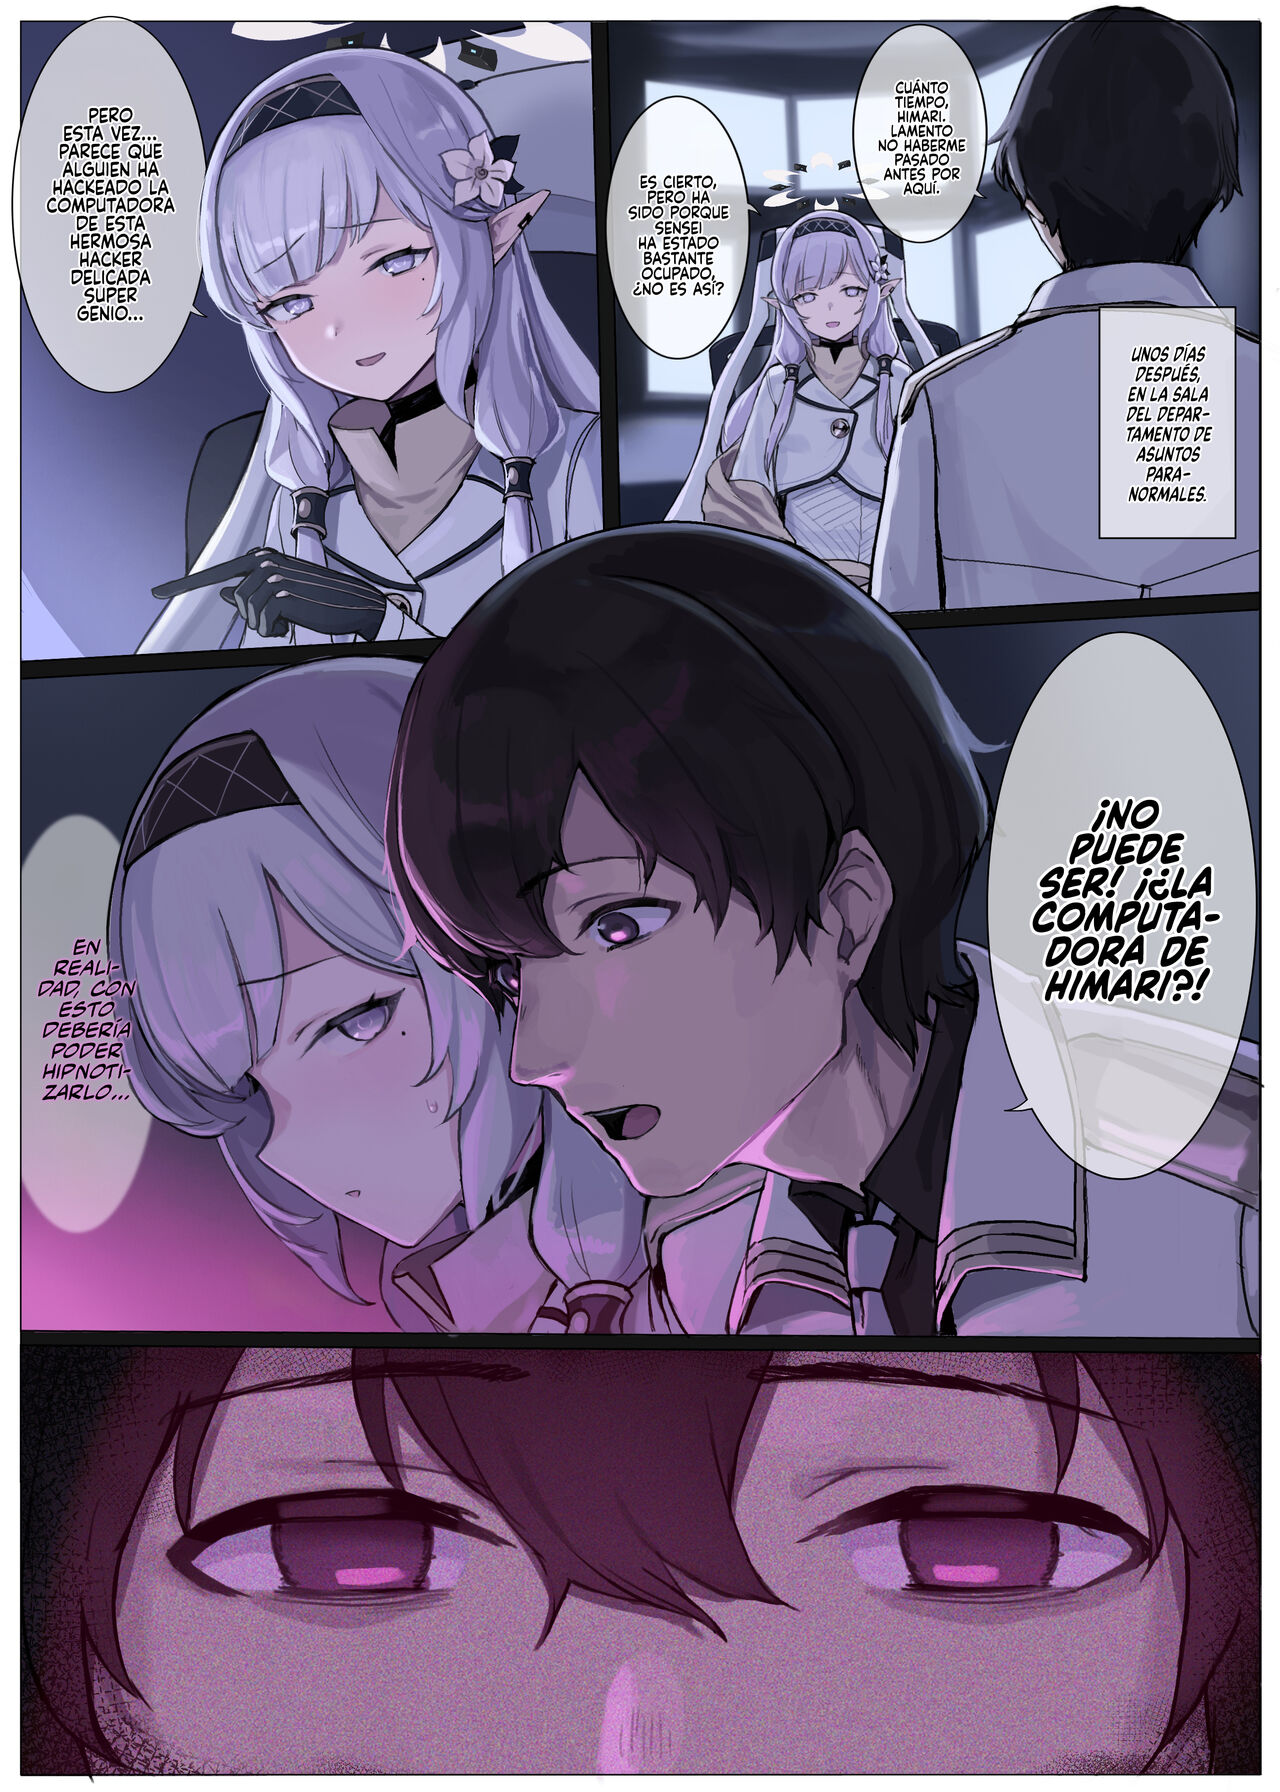 CUÁNTO
TIEMPO,
HIMARI.
LAMENTO
NO HABERME
PASADO
ANTES POR
AQUÍ.
ES CIERTO,
PERO HA
SIDO PORQUE
SENSEI
HA ESTADO
BASTANTE
OCUPADO,
¿NO ES ASÍ?
UNOS DÍAS
DESPUÉS,
EN LA SALA
DEL DEPAR-
TAMENTO DE
ASUNTOS
PARA-
NORMALES.
PERO
ESTA VEZ...
PARECE QUE
ALGUIEN HA
HACKEADO LA
COMPUTADORA
DE ESTA
HERMOSA
HACKER
DELICADA
SUPER
GENIO...
¡NO
PUEDE
SER! ¡¿LA
COMPUTA-
DORA DE
HIMARI?!
EN
REALI-
DAD, CON
ESTO
DEBERÍA
PODER
HIPNOTI-
ZARLO...